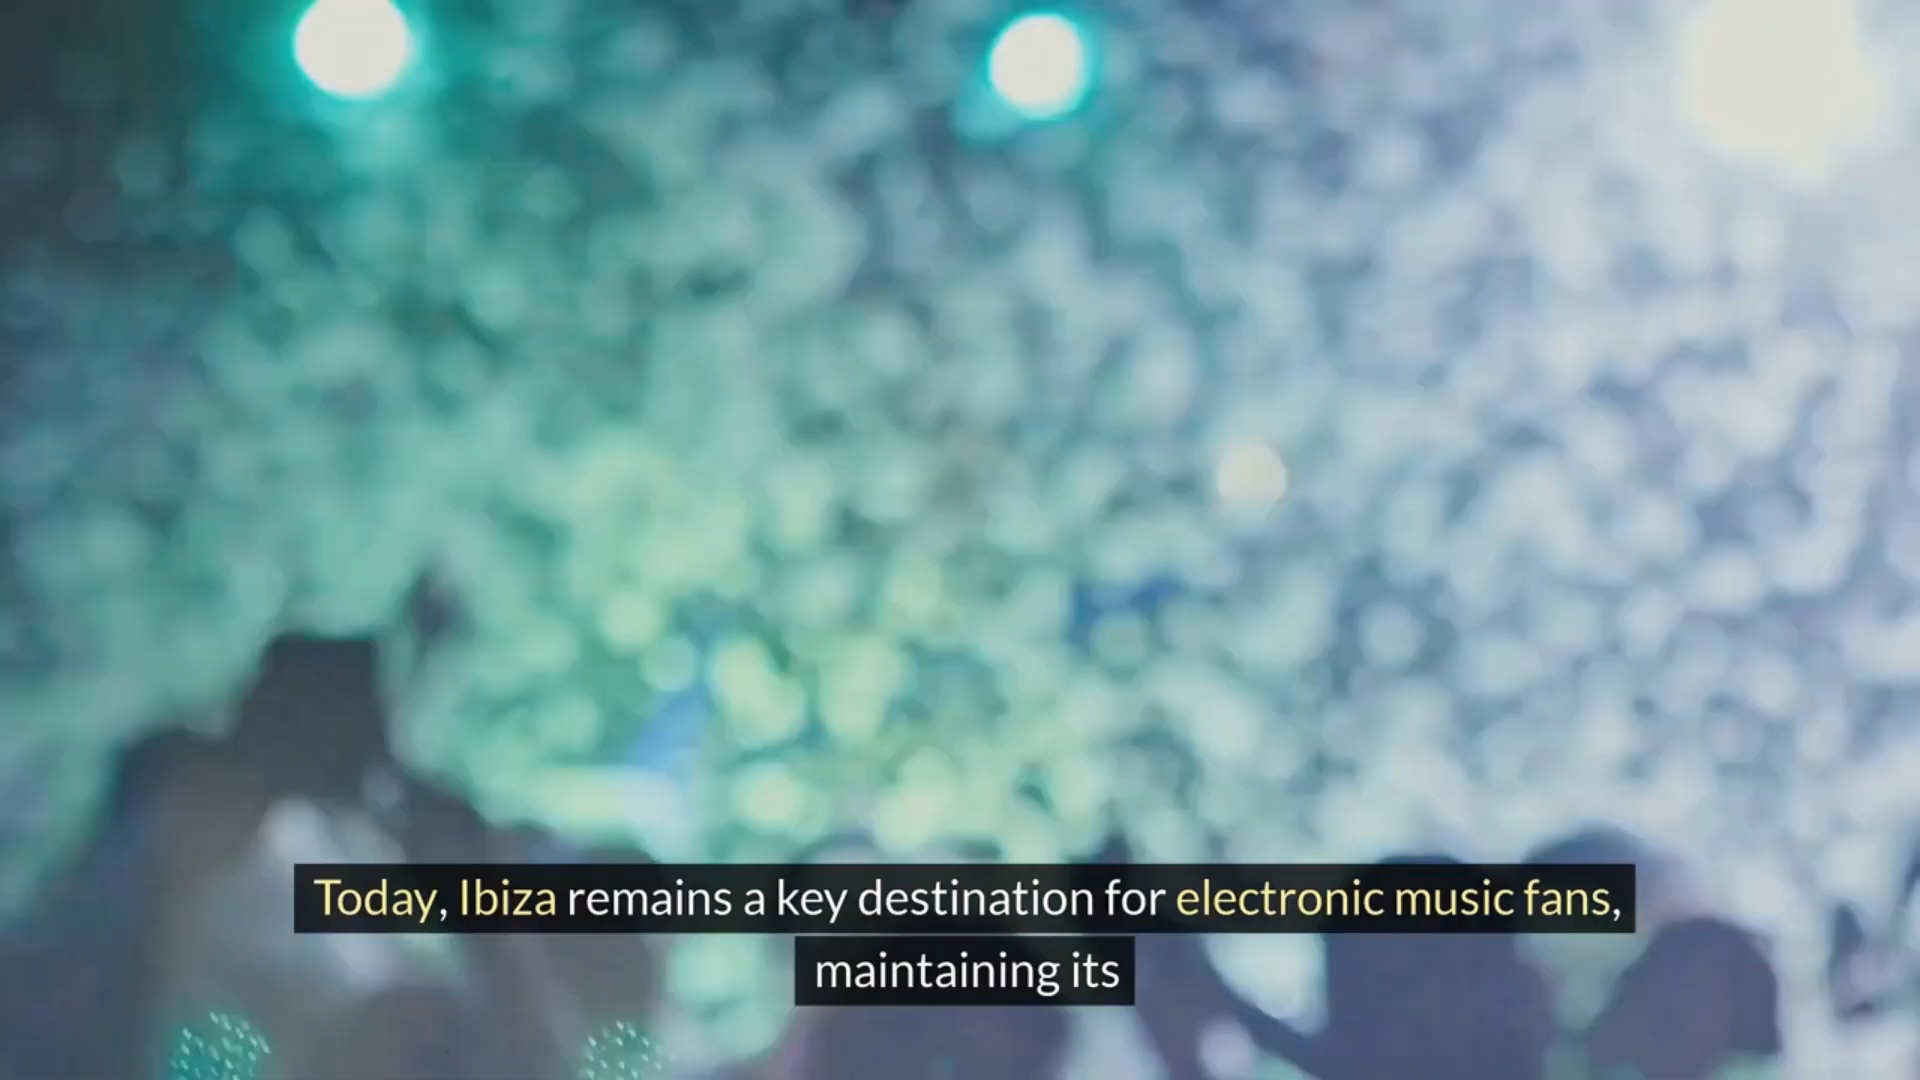 Today, Ibiza remains a key destination for electronic music fans,
maintaining its